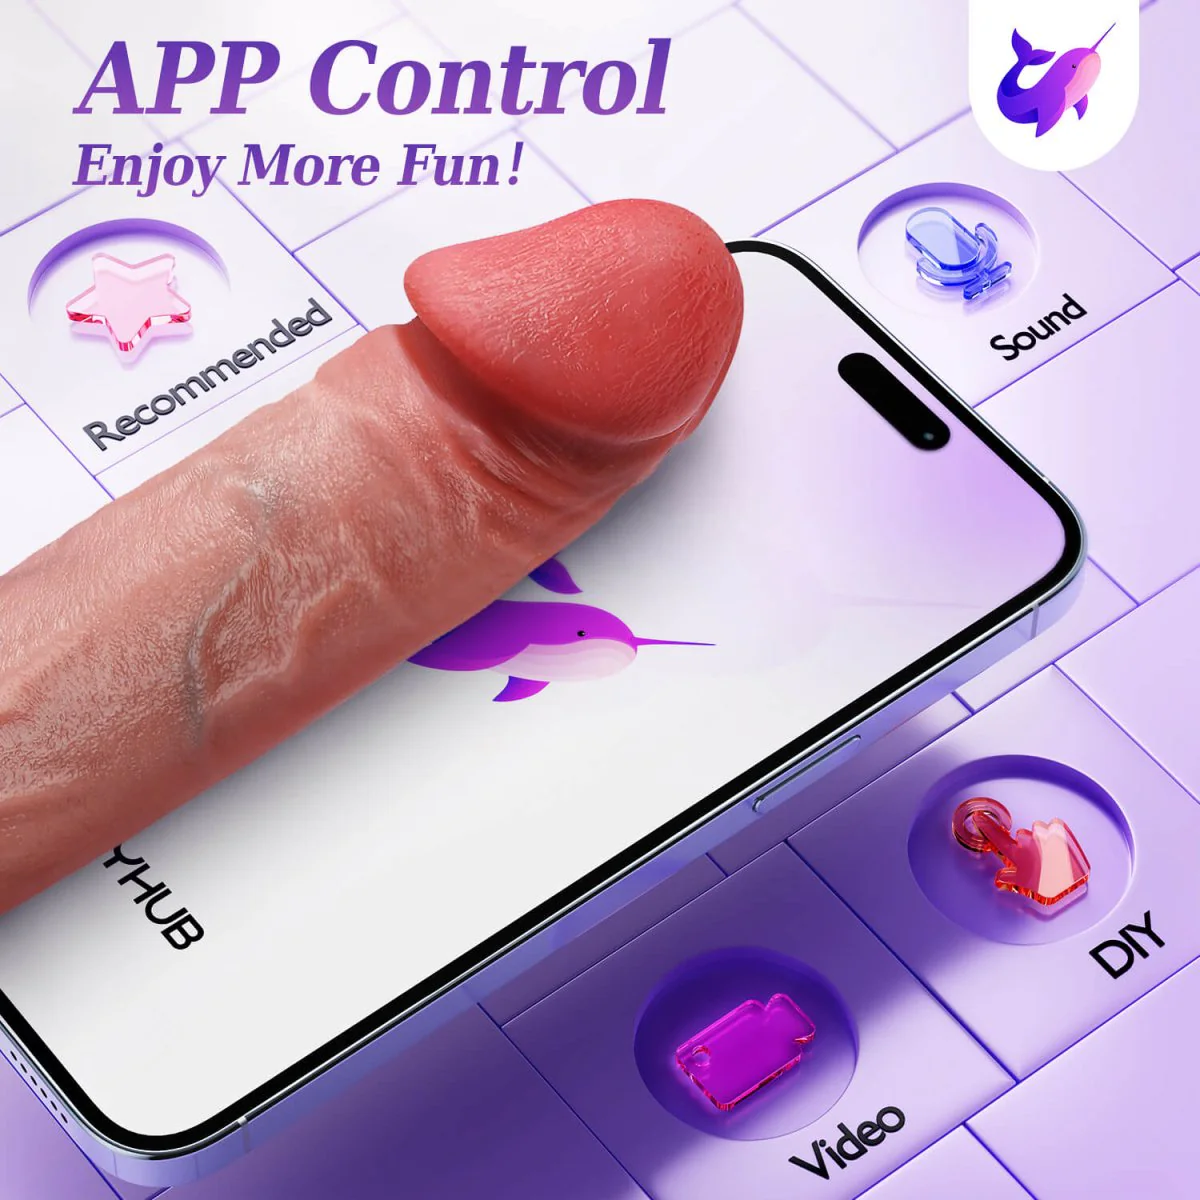 APP Control
Enjoy More Fun!
Recommended
Sound
YHUB
DIY
Video